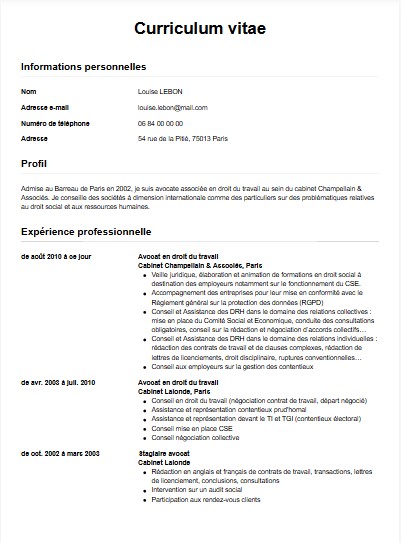 Curriculum vitae
Informations personnelles
Nom Louise LEBON
Adresse e-mail louise.lebon@mail.com
Numéro de téléphone 06 84 00 00 00
Adresse 54 rue de la Pitié, 75013 Paris
Profil
Admise au Barreau de Paris en 2002, je suis avocate associée en droit du travail au sein du cabinet Champellain &
Associés. Je conseille des sociétés à dimension internationale comme des particuliers sur des problématiques relatives
au droit social et aux ressources humaines.
Expérience professionnelle
de août 2010 à ce jour Avocat en droit du travail
Cabinet Champellain & Associés, Paris
• Veille juridique, élaboration et animation de formations en droit social à
destination des employeurs notamment sur le fonctionnement du CSE.
• Accompagnement des entreprises pour leur mise en conformité avec le
Règlement général sur la protection des données (RGPD)
• Conseil et Assistance des DRH dans le domaine des relations collectives :
mise en place du Comité Social et Economique, conduite des consultations
obligatoires, conseil sur la rédaction et négociation d'accords collectifs...
• Conseil et Assistance des DRH dans le domaine des relations individuelles :
rédaction des contrats de travail et de clauses complexes, rédaction de
lettres de licenciements, droit disciplinaire, ruptures conventionnelles...
• Conseil aux employeurs sur la gestion des contentieux
de avr. 2003 à juil. 2010 Avocat en droit du travail
Cabinet Lalonde, Paris
• Conseil en droit du travail (négociation contrat de travail, départ négocié)
• Assistance et représentation contentieux prud'homal
• Assistance et représentation devant le TI et TGI (contentieux électoral)
• Conseil mise en place CSE
• Conseil négociation collective
de oct. 2002 à mars 2003 Stagiaire avocat
Cabinet Lalonde
• Rédaction en anglais et français de contrats de travail, transactions, lettres
de licenciement, conclusions, consultations
• Intervention sur un audit social
• Participation aux rendez-vous clients